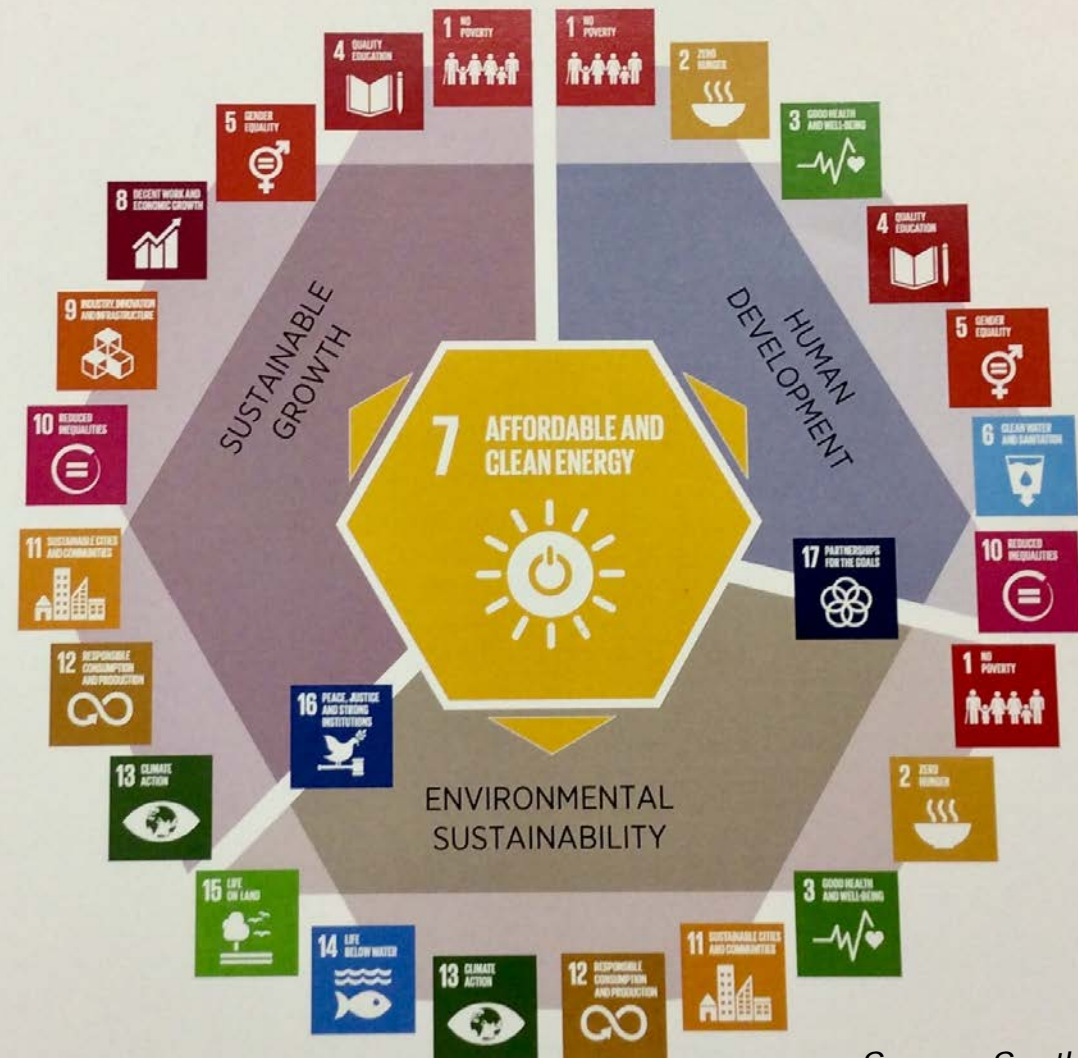 1 NO
POVERTY
1 NO
POVERTY
4 QUALITY
EDUCATION
2 ZERO
HUNGER
5 GENDER
EQUALITY
3 GOOD HEALTH
AND WELL-BEING
8 DECENT WORK AND
ECONOMIC GROWTH
4 QUALITY
EDUCATION
9 INDUSTRY, INNOVATION
AND INFRASTRUCTURE
5 GENDER
EQUALITY
SUSTAINABLE
GROWTH
HUMAN
DEVELOPMENT
10 REDUCED
INEQUALITIES
6 CLEAN WATER
AND SANITATION
7 AFFORDABLE AND
CLEAN ENERGY
11 SUSTAINABLE CITIES
AND COMMUNITIES
17 PARTNERSHIPS
FOR THE GOALS
10 REDUCED
INEQUALITIES
12 RESPONSIBLE
CONSUMPTION
AND PRODUCTION
16 PEACE, JUSTICE
AND STRONG
INSTITUTIONS
1 NO
POVERTY
13 CLIMATE
ACTION
2 ZERO
HUNGER
ENVIRONMENTAL
SUSTAINABILITY
15 LIFE
ON LAND
3 GOOD HEALTH
AND WELL-BEING
14 LIFE
BELOW WATER
13 CLIMATE
ACTION
12 RESPONSIBLE
CONSUMPTION
AND PRODUCTION
11 SUSTAINABLE CITIES
AND COMMUNITIES